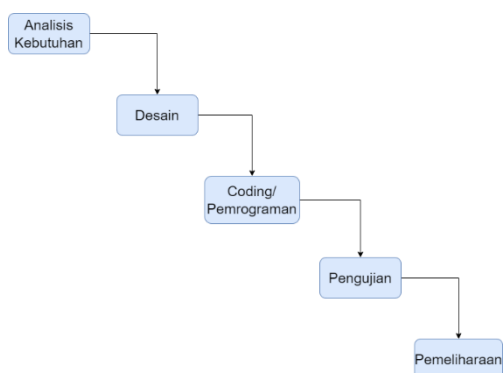 Analisis
Kebutuhan
Desain
Coding/
Pemrograman
Pengujian
Pemeliharaan